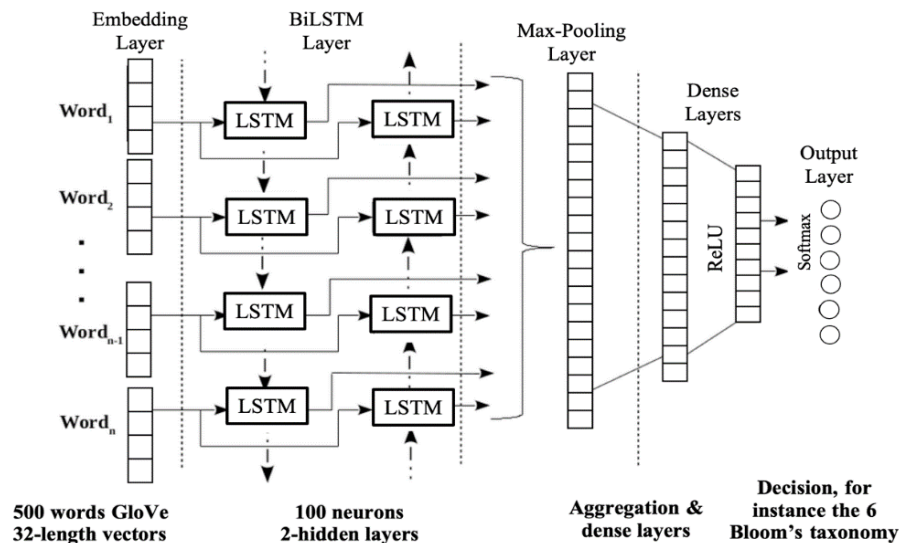 Embedding
Layer
BiLSTM
Layer
Max-Pooling
Layer
Dense
Layers
Output
Layer
Word1
LSTM
LSTM
Word2
LSTM
LSTM
LSTM
LSTM
Wordn-1
LSTM
LSTM
Wordn
ReLU
Softmax
500 words GloVe
32-length vectors
100 neurons
2-hidden layers
Aggregation &
dense layers
Decision, for
instance the 6
Bloom's taxonomy